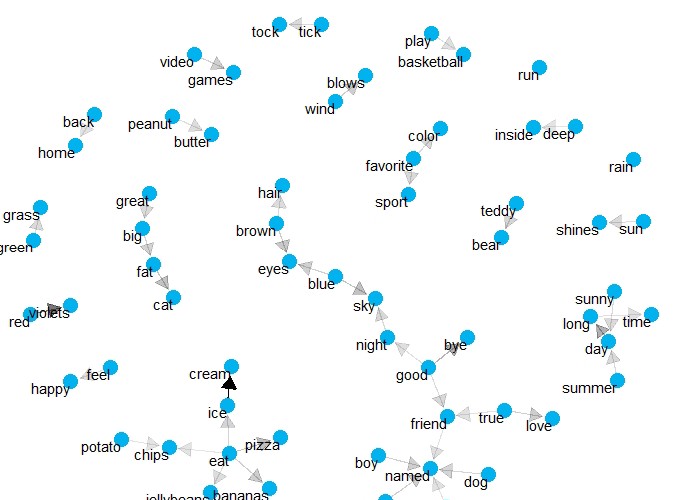 tock
tick
play
basketball
video
games
blows
wind
run
back
home
peanut
butter
color
favorite
sport
inside
deep
rain
grass
green
great
big
fat
cat
hair
brown
eyes
blue
sky
teddy
bear
shines
sun
red
violets
sunny
long
time
day
summer
night
bye
good
happy
feel
cream
ice
friend
true
love
potato
chips
eat
pizza
boy
named
dog
jellybeans
bananas